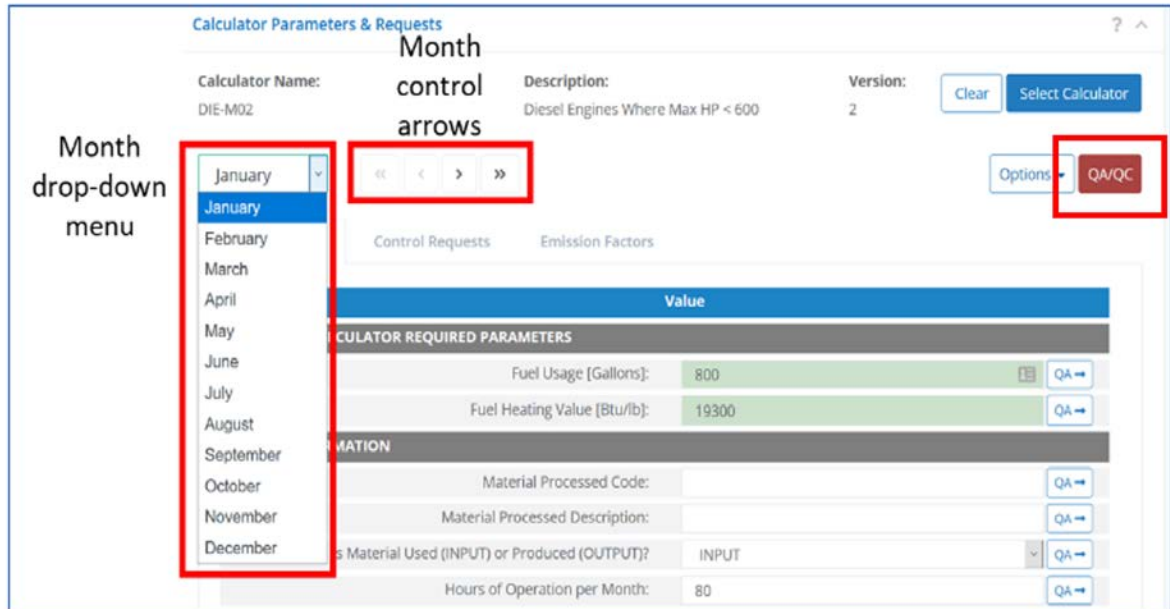 Calculator Parameters & Requests
? ^
Month
control
arrows
Calculator Name:
Description:
Version:
DIE-M02
Diesel Engines Where Max HP < 600
2
Clear
Select Calculator
Month
drop-down
menu
January
« < > »
Options
QA/QC
January
February
March
April
May
June
July
August
September
October
November
December
Control Requests
Emission Factors
Value
CULATOR REQUIRED PARAMETERS
Fuel Usage [Gallons]: 800 QA→
Fuel Heating Value [Btu/lb]: 19300 QA→
MATION
Material Processed Code: QA→
Material Processed Description: QA→
s Material Used (INPUT) or Produced (OUTPUT)? INPUT QA→
Hours of Operation per Month: 80 QA→